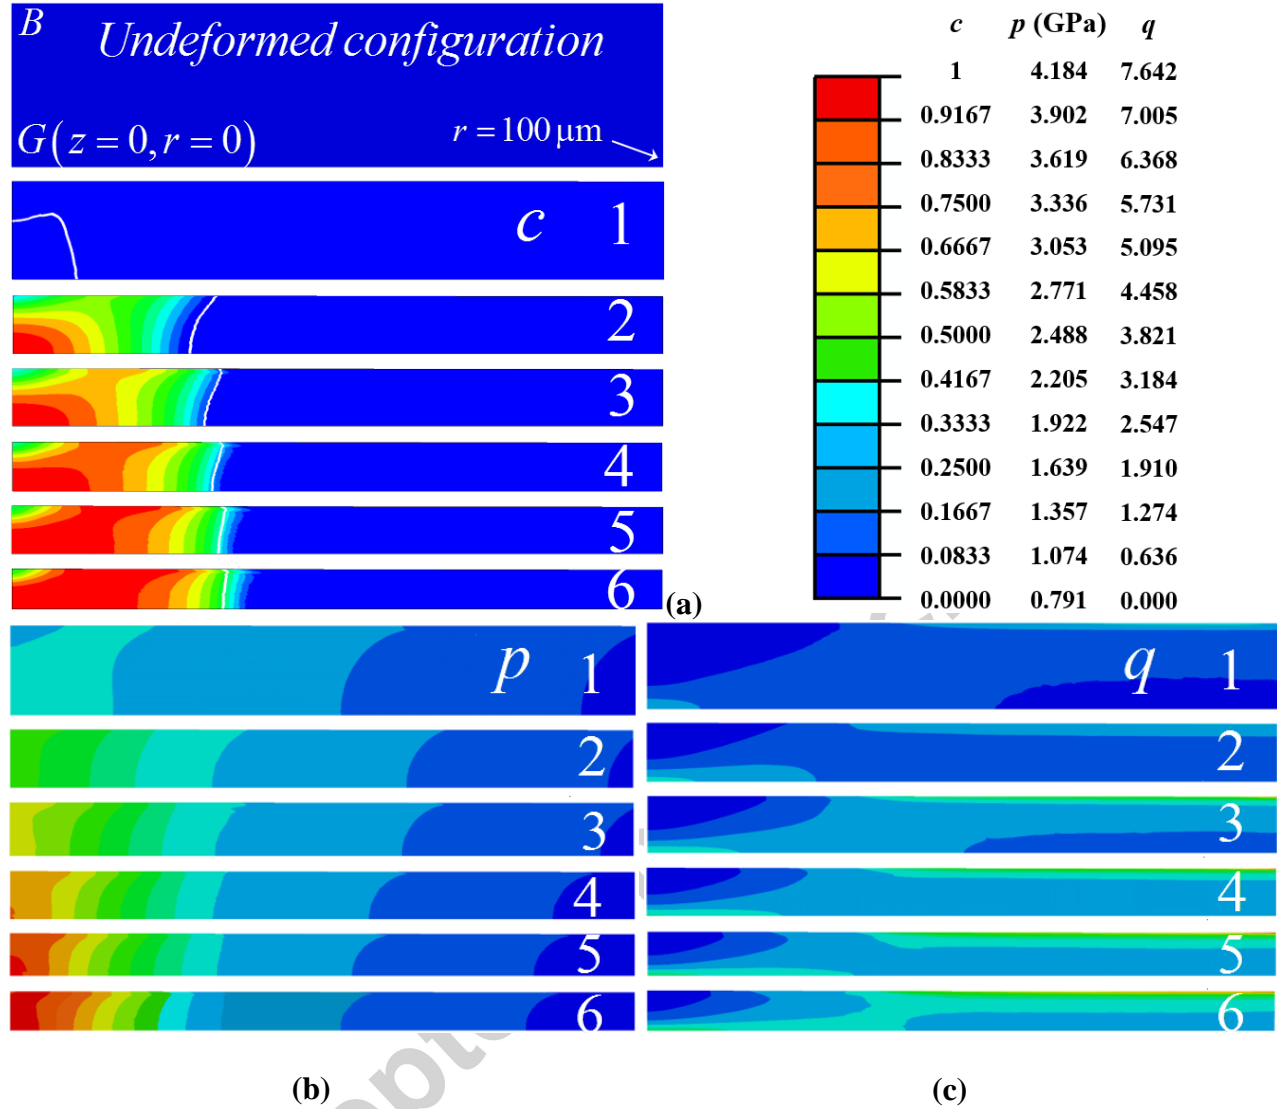 B
Undeformed configuration
G(z=0,r=0)
r=100 μm
c 1
2
3
4
5
6
(a)
c p (GPa) q
1 4.184 7.642
0.9167 3.902 7.005
0.8333 3.619 6.368
0.7500 3.336 5.731
0.6667 3.053 5.095
0.5833 2.771 4.458
0.5000 2.488 3.821
0.4167 2.205 3.184
0.3333 1.922 2.547
0.2500 1.639 1.910
0.1667 1.357 1.274
0.0833 1.074 0.636
0.0000 0.791 0.000
p 1
2
3
4
5
6
(b)
q 1
2
3
4
5
6
(c)